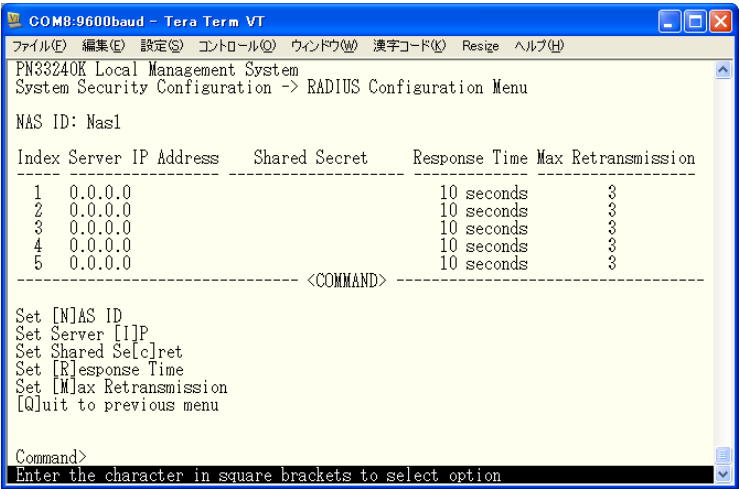 COM8:9600baud - Tera Term VT
ファイル(F) 編集(E) 設定(S) コントロール(O) ウィンドウ(W) 漢字コード(K) Resize ヘルプ(H)
PN33240K Local Management System
System Security Configuration -> RADIUS Configuration Menu
NAS ID: Nas1
Index Server IP Address Shared Secret Response Time Max Retransmission
----- ----------------- -------------------- ------------- ------------------
1 0.0.0.0 10 seconds 3
2 0.0.0.0 10 seconds 3
3 0.0.0.0 10 seconds 3
4 0.0.0.0 10 seconds 3
5 0.0.0.0 10 seconds 3
-------------------------------- <COMMAND> -----------------------------------
Set [N]AS ID
Set Server [I]P
Set Shared Se[c]ret
Set [R]esponse Time
Set [M]ax Retransmission
[Q]uit to previous menu
Command>
Enter the character in square brackets to select option